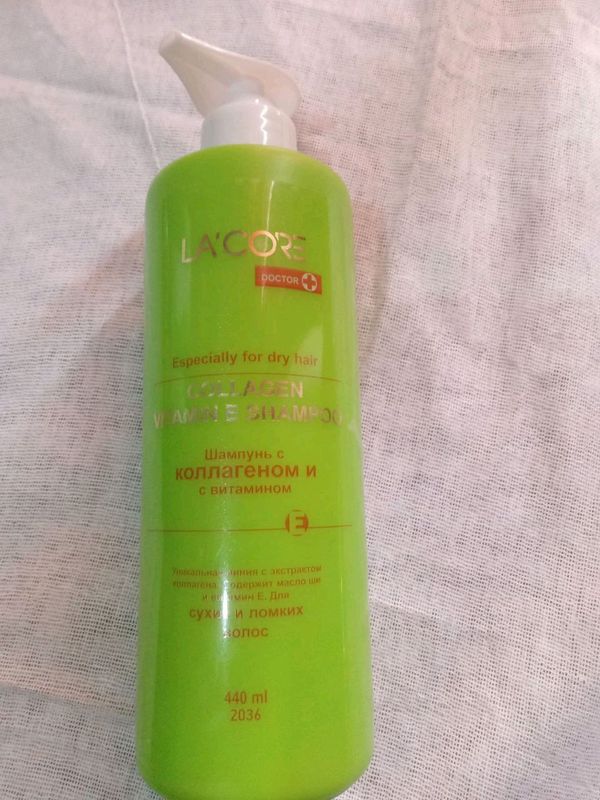 LA'CORE
DOCTOR
Especially for dry hair
COLLAGEN
VITAMIN E SHAMPOO
Шампунь с
коллагеном и
с витамином
E
Уникальная линия с экстрактом
коллагена. Содержит масло ши
и витамин Е. Для
сухих и ломких
волос
440 ml
2036